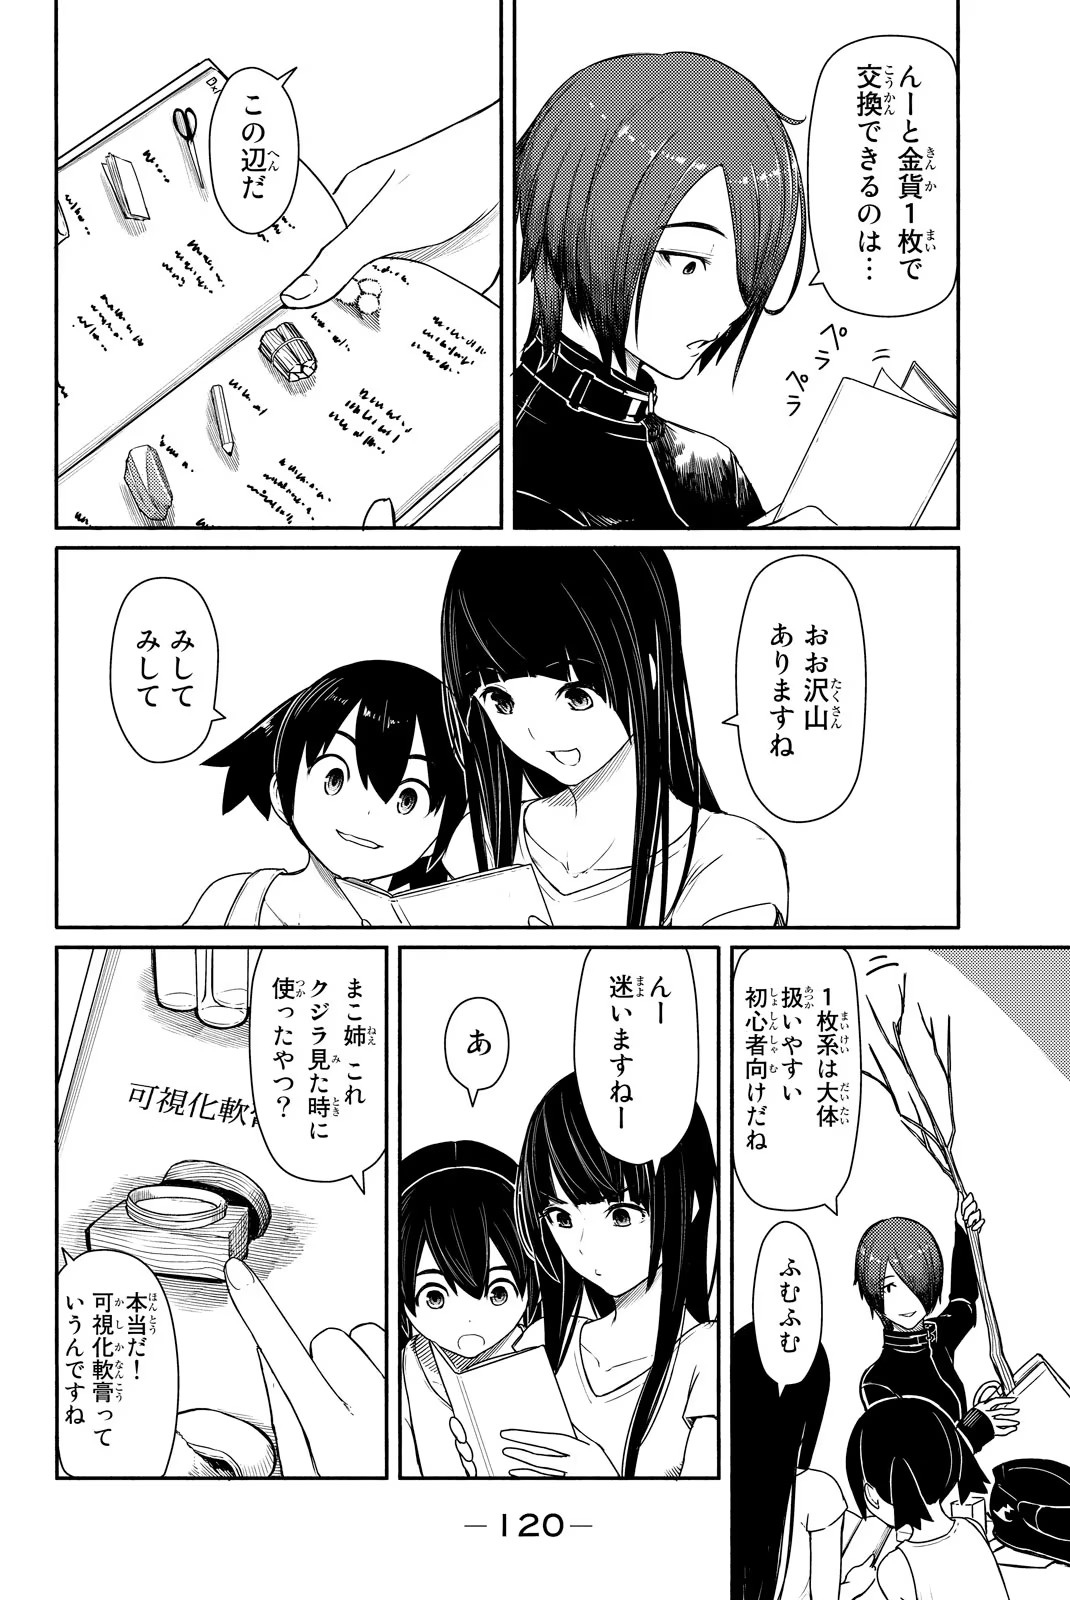 んーと金貨1枚で
交換できるのは…
ペラ
ペラ
この辺だ
おお沢山
ありますね
みして
みして
1枚系は大体
扱いやすい
初心者向けだね
ふむふむ
んー
迷いますねー
あ
まこ姉 これ
クジラ見た時に
使ったやつ?
可視化軟膏
本当だ!
可視化軟膏って
いうんですね
—120—